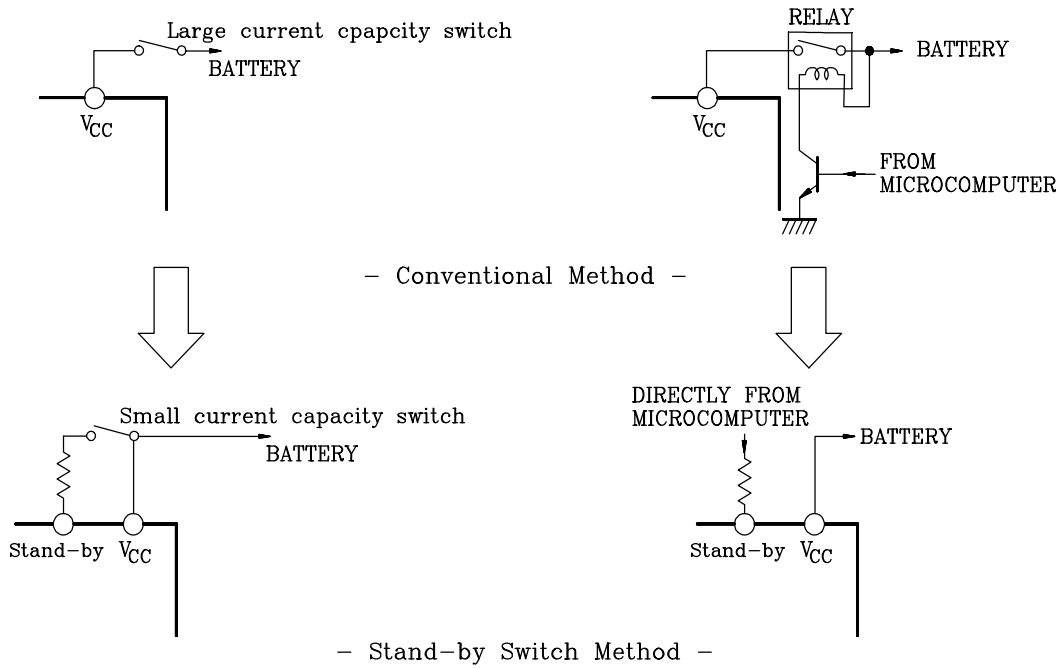 Large current cpapcity switch
BATTERY
VCC
RELAY
BATTERY
VCC
FROM
MICROCOMPUTER
- Conventional Method -
Small current capacity switch
BATTERY
Stand-by VCC
DIRECTLY FROM
MICROCOMPUTER
BATTERY
Stand-by VCC
- Stand-by Switch Method -